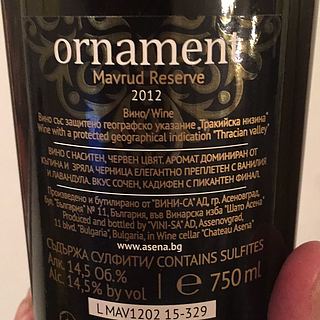 ornament
Mavrud Reserve
2012
Вино/ Wine
Вино със защитено географско указание „Тракийска низина"
Wine with a protected geographical indication "Thracian valley"
ВИНО С НАСИТЕН, ЧЕРВЕН ЦВЯТ. АРОМАТ ДОМИНИРАН ОТ
КЪПИНА И ЗРЯЛА ЧЕРНИЦА ЕЛЕГАНТНО ПРЕПЛЕТЕН С ВАНИЛИЯ
И ЛАВАНДУЛА. ВКУС СОЧЕН, КАДИФЕН С ПИКАНТЕН ФИНАЛ.
Произведено и бутилирано от "ВИНИ-СА" АД, гр. Асеновград,
бул. "България" № 11, България, във Винарска изба "Шато Асена"
Produced and bottled by "VINI-SA" AD, Assenovgrad,
11 blvd. "Bulgaria", Bulgaria, in Wine cellar "Chateau Asena"
www.asena.bg
СЪДЪРЖА СУЛФИТИ/ CONTAINS SULFITES
Алк. 14,5 Об.%
Alc. 14,5% by vol
e 750 ml
L MAV1202 15-329